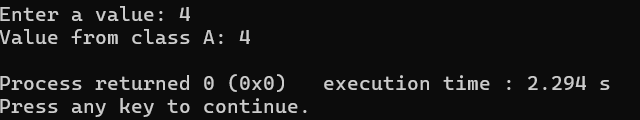 Enter a value: 4
Value from class A: 4
Process returned 0 (0x0)   execution time : 2.294 s
Press any key to continue.